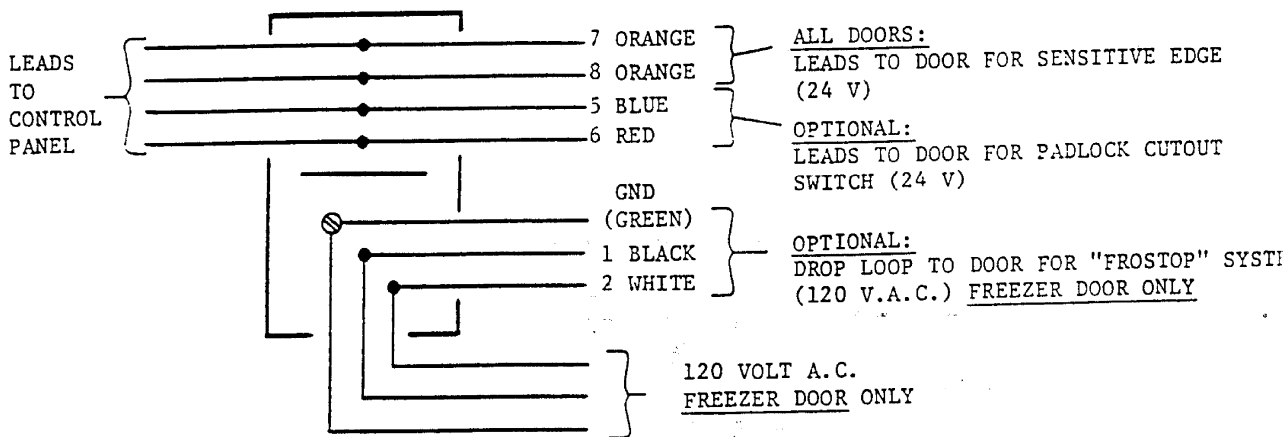 LEADS
TO
CONTROL
PANEL
7 ORANGE
8 ORANGE
5 BLUE
6 RED
ALL DOORS:
LEADS TO DOOR FOR SENSITIVE EDGE
(24 V)
OPTIONAL:
LEADS TO DOOR FOR PADLOCK CUTOUT
SWITCH (24 V)
GND
(GREEN)
1 BLACK
2 WHITE
OPTIONAL:
DROP LOOP TO DOOR FOR "FROSTOP"
(120 V.A.C.) FREEZER DOOR ONLY
120 VOLT A.C.
FREEZER DOOR ONLY